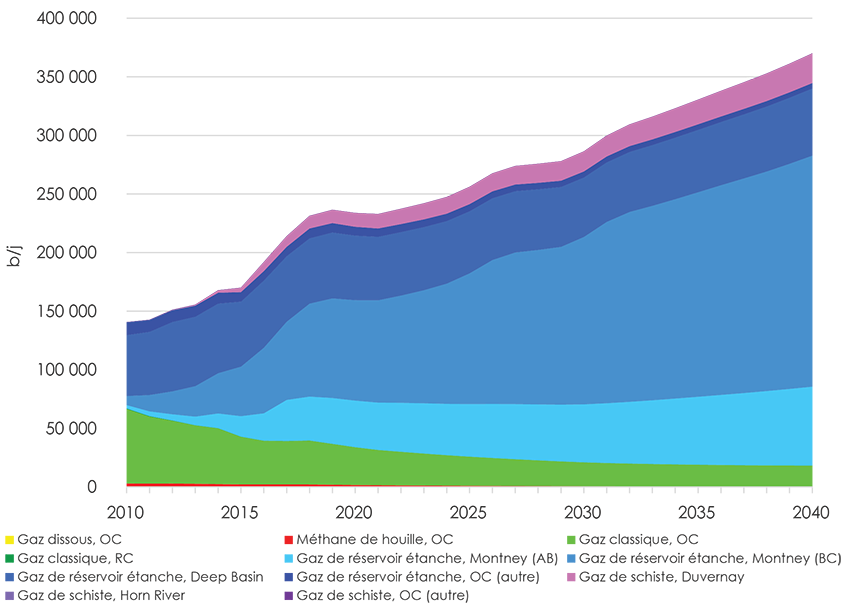 400 000
350 000
300 000
250 000
200 000
150 000
100 000
50 000
0
b/j
2010 2015 2020 2025 2030 2035 2040
Gaz dissous, OC Méthane de houille, OC Gaz classique, OC
Gaz classique, RC Gaz de réservoir étanche, Montney (AB) Gaz de réservoir étanche, Montney (BC)
Gaz de réservoir étanche, Deep Basin Gaz de réservoir étanche, OC (autre) Gaz de schiste, Duvernay
Gaz de schiste, Horn River Gaz de schiste, OC (autre)